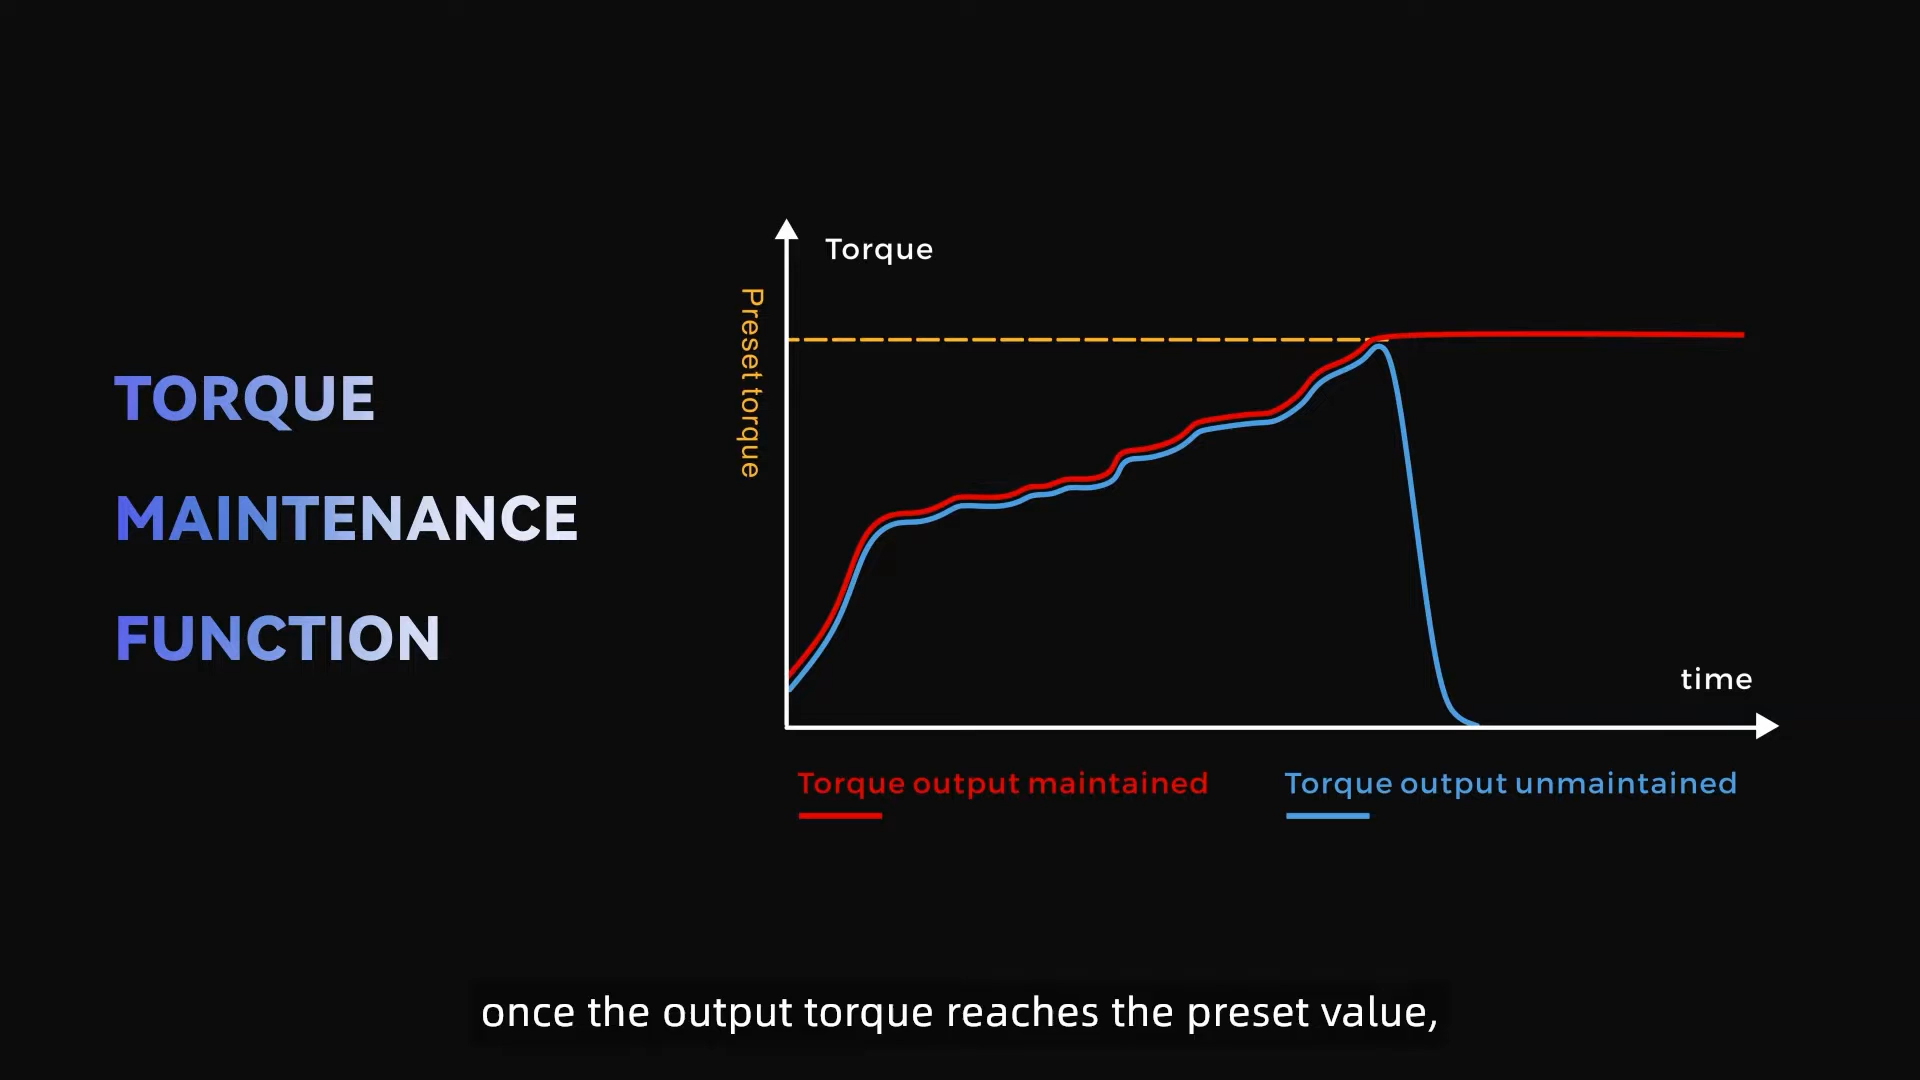 TORQUE
MAINTENANCE
FUNCTION
Torque
Preset torque
time
Torque output maintained
Torque output unmaintained
once the output torque reaches the preset value,